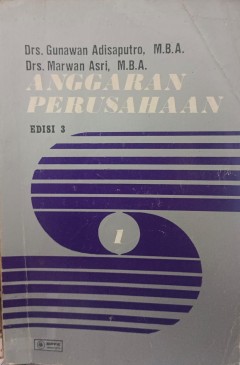 Drs. Gunawan Adisaputro, M.B.A.
Drs. Marwan Asri, M.B.A.
ANGGARAN
PERUSAHAAN
EDISI 3
1